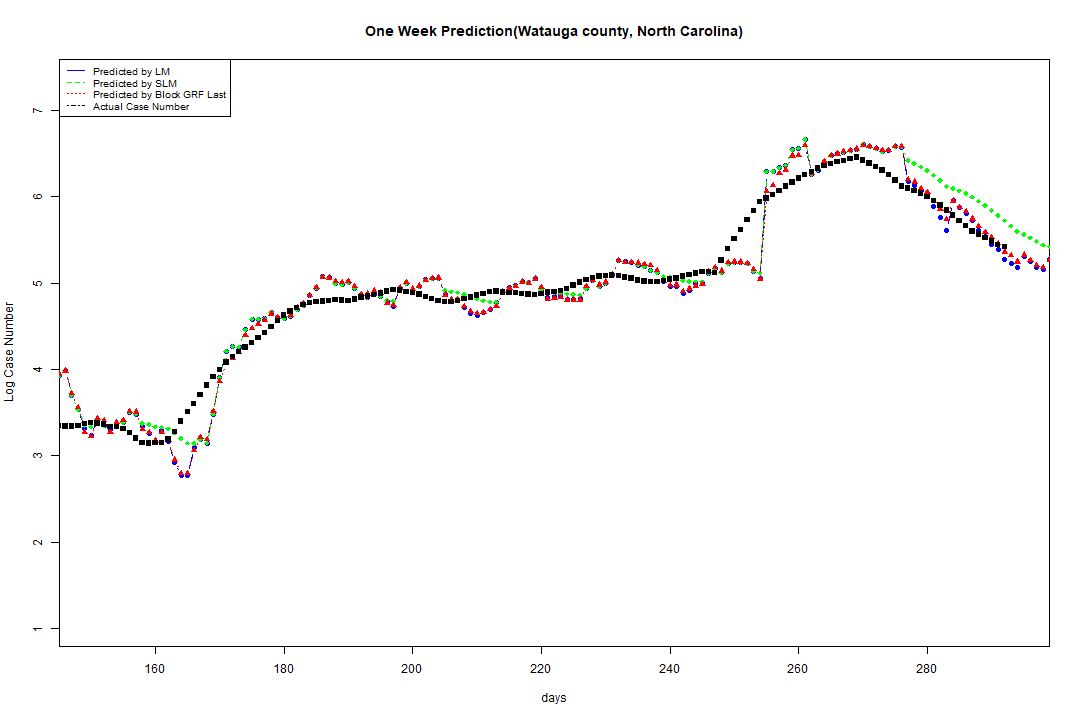 One Week Prediction(Watauga county, North Carolina)
Predicted by LM
Predicted by SLM
Predicted by Block GRF Last
Actual Case Number
7
6
5
4
3
2
1
Log Case Number
160 180 200 220 240 260 280
days